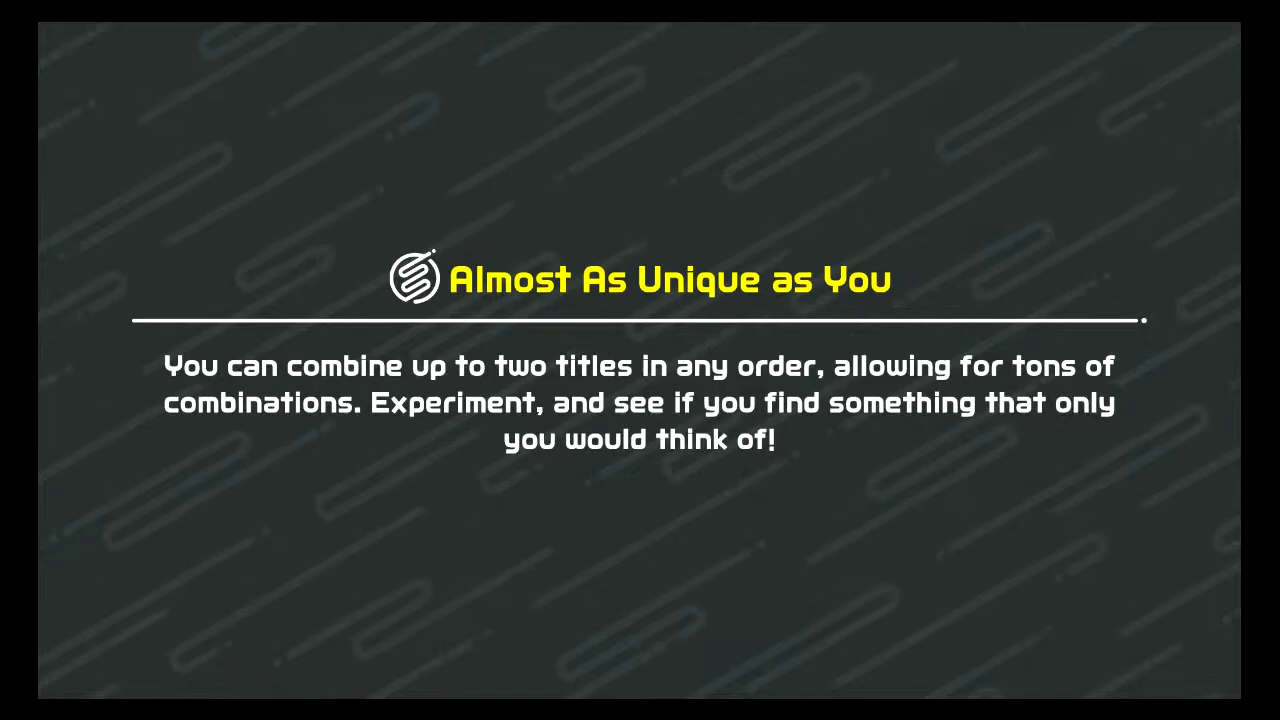 Almost As Unique as You
You can combine up to two titles in any order, allowing for tons of
combinations. Experiment, and see if you find something that only
you would think of!